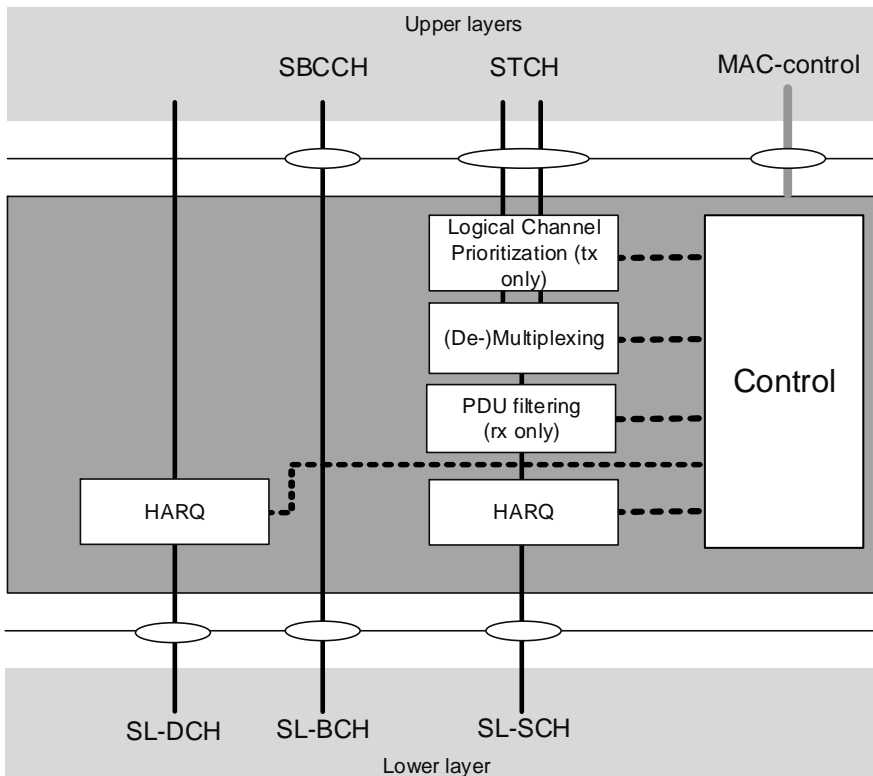 Upper layers
SBCCH
STCH
MAC-control
Logical Channel
Prioritization (tx
only)
(De-)Multiplexing
Control
PDU filtering
(rx only)
HARQ
HARQ
SL-DCH
SL-BCH
SL-SCH
Lower layer